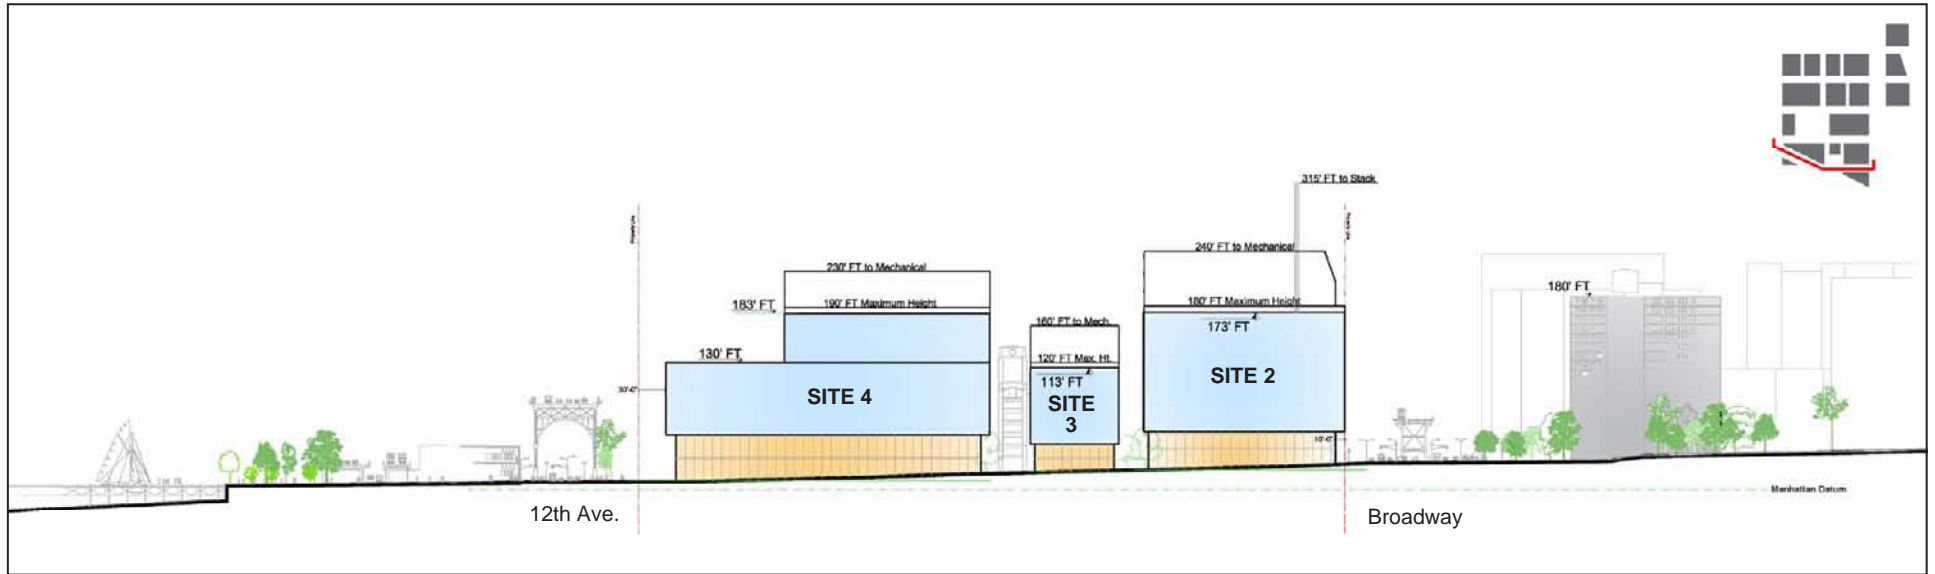 315' FT to Stack
240' FT to Mechanical
230' FT to Mechanical
180' FT
183' FT
190' FT Maximum Height
180' FT Maximum Height
173' FT
160' FT to Mech.
130' FT
120' FT Max. Ht.
113' FT
SITE 4
SITE
3
SITE 2
10'-0"
Manhattan Datum
12th Ave.
Broadway